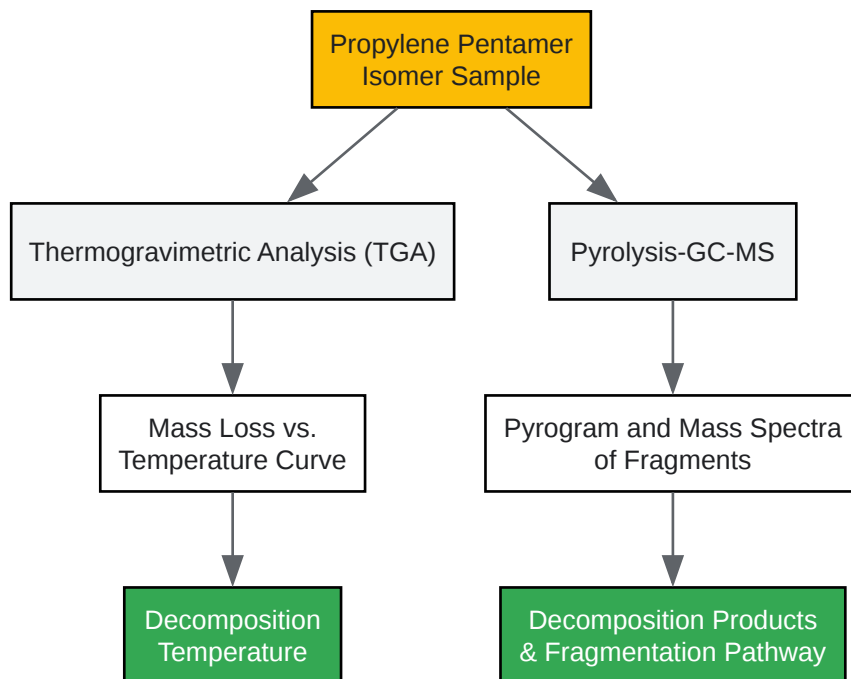 Propylene Pentamer
Isomer Sample
Thermogravimetric Analysis (TGA)
Pyrolysis-GC-MS
Mass Loss vs.
Temperature Curve
Pyrogram and Mass Spectra
of Fragments
Decomposition
Temperature
Decomposition Products
& Fragmentation Pathway